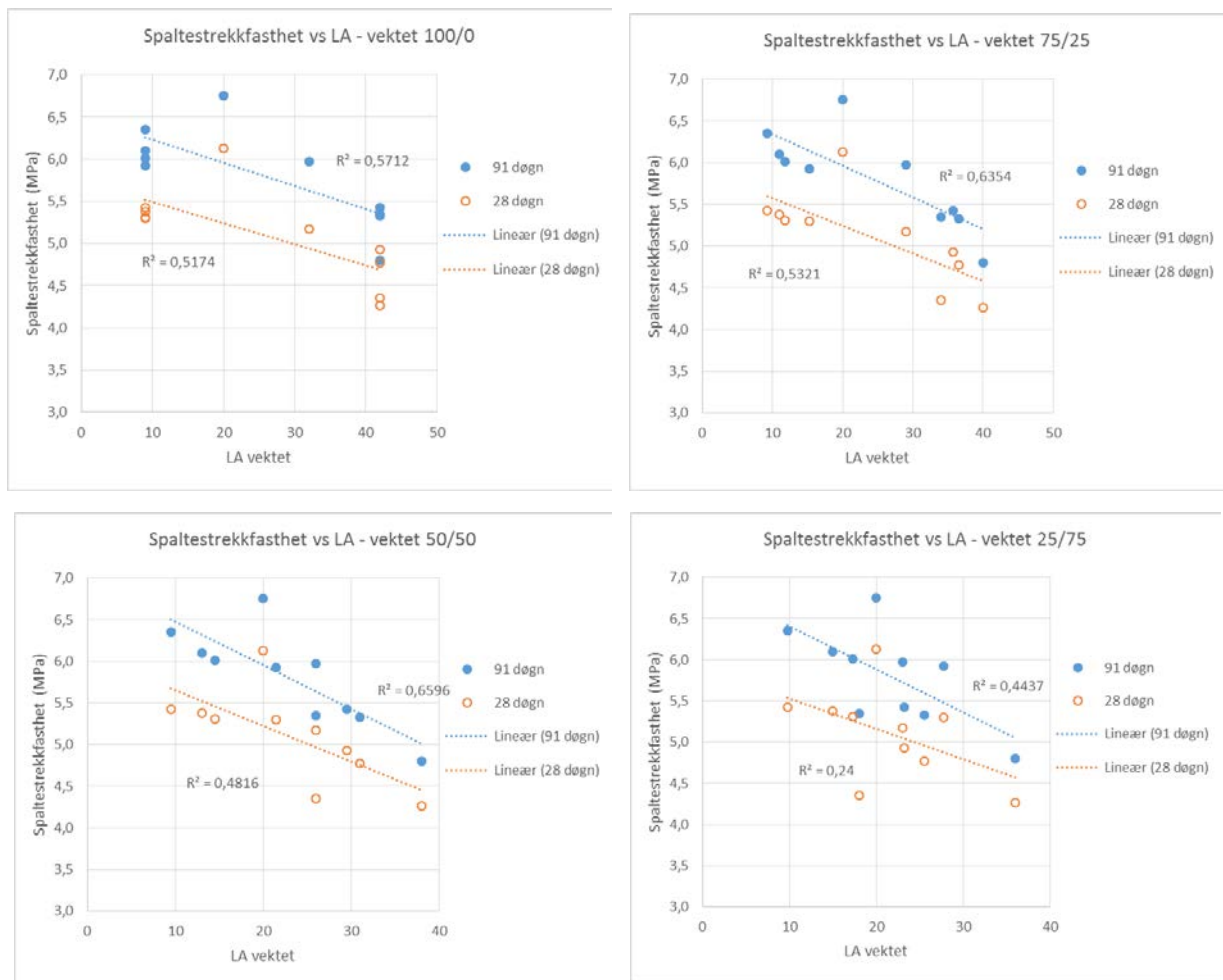 Spaltestrekkfasthet vs LA - vektet 100/0
7,0
6,5
6,0
5,5
5,0
4,5
4,0
3,5
3,0
Spaltestrekkfasthet (MPa)
R² = 0,5712
R² = 0,5174
0 10 20 30 40 50
LA vektet
91 døgn
28 døgn
Lineær (91 døgn)
Lineær (28 døgn)
Spaltestrekkfasthet vs LA - vektet 75/25
7,0
6,5
6,0
5,5
5,0
4,5
4,0
3,5
3,0
Spaltestrekkfasthet (MPa)
R² = 0,6354
R² = 0,5321
0 10 20 30 40 50
LA vektet
91 døgn
28 døgn
Lineær (91 døgn)
Lineær (28 døgn)
Spaltestrekkfasthet vs LA - vektet 50/50
7,0
6,5
6,0
5,5
5,0
4,5
4,0
3,5
3,0
Spaltestrekkfasthet (MPa)
R² = 0,6596
R² = 0,4816
0 10 20 30 40
LA vektet
91 døgn
28 døgn
Lineær (91 døgn)
Lineær (28 døgn)
Spaltestrekkfasthet vs LA - vektet 25/75
7,0
6,5
6,0
5,5
5,0
4,5
4,0
3,5
3,0
Spaltestrekkfasthet (MPa)
R² = 0,4437
R² = 0,24
0 10 20 30 40
LA vektet
91 døgn
28 døgn
Lineær (91 døgn)
Lineær (28 døgn)